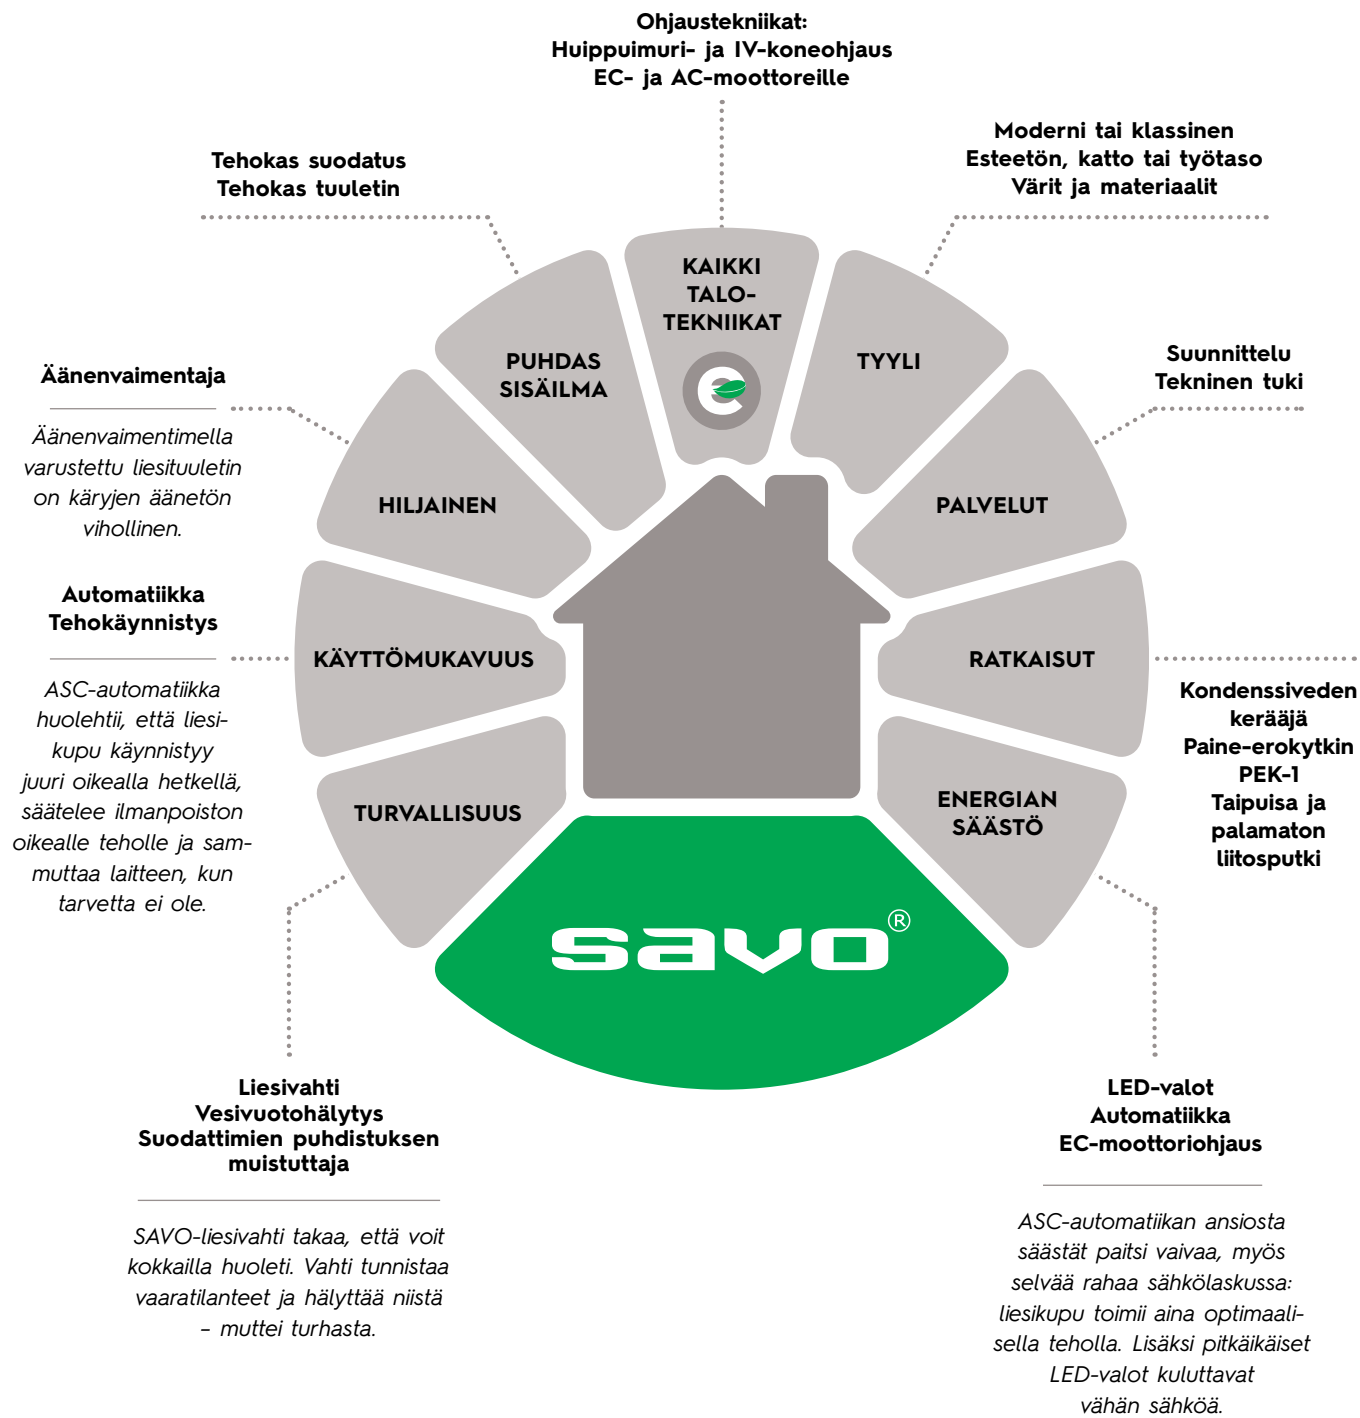 Ohjaustekniikat:
Huippuimuri- ja IV-koneohjaus
EC- ja AC-moottoreille
Moderni tai klassinen
Esteetön, katto tai työtaso
Värit ja materiaalit
Tehokas suodatus
Tehokas tuuletin
KAIKKI
TALO-
TEKNIIKAT
PUHDAS
SISÄILMA
TYYLI
Suunnittelu
Tekninen tuki
Äänenvaimentaja
Äänenvaimentimella
varustettu liesituuletin
on käryjen äänetön
vihollinen.
HILJAINEN
PALVELUT
Automatiikka
Tehokäynnistys
ASC-automatiikka
huolehtii, että liesi-
kupu käynnistyy
juuri oikealla hetkellä,
säätelee ilmanpoiston
oikealle teholle ja sam-
muttaa laitteen, kun
tarvetta ei ole.
KÄYTTÖMUKAVUUS
RATKAISUT
Kondenssiveden
kerääjä
Paine-erokytkin
PEK-1
Taipuisa ja
palamaton
liitosputki
TURVALLISUUS
ENERGIAN
SÄÄSTÖ
savo®
Liesivahti
Vesivuotohälytys
Suodattimien puhdistuksen
muistuttaja
SAVO-liesivahti takaa, että voit
kokkailla huoleti. Vahti tunnistaa
vaaratilanteet ja hälyttää niistä
– muttei turhasta.
LED-valot
Automatiikka
EC-moottoriohjaus
ASC-automatiikan ansiosta
säästät paitsi vaivaa, myös
selvää rahaa sähkölaskussa:
liesikupu toimii aina optimaali-
sella teholla. Lisäksi pitkäikäiset
LED-valot kuluttavat
vähän sähköä.